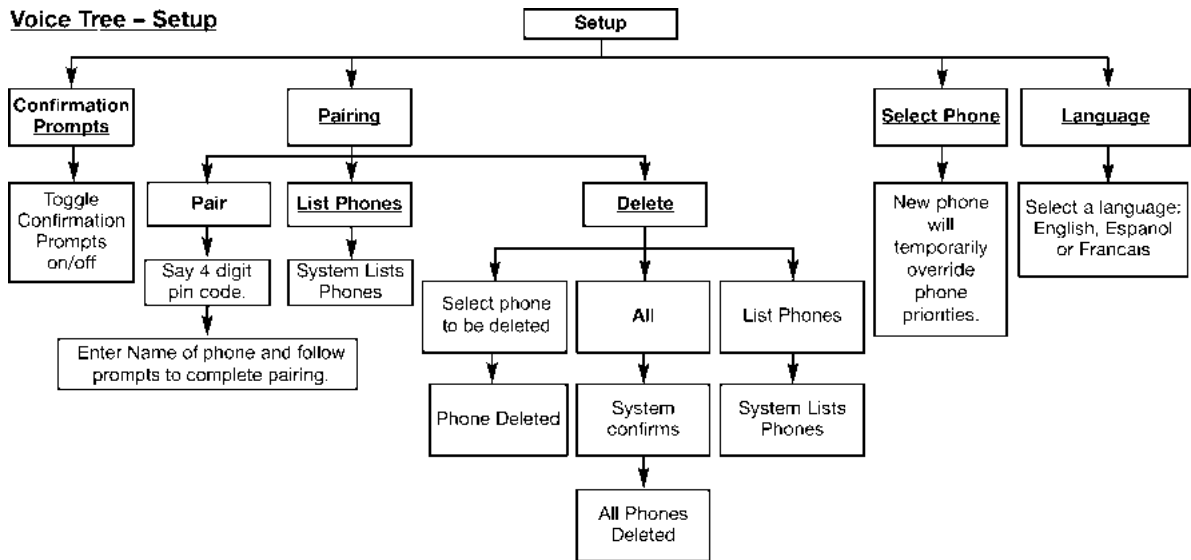 Voice Tree – Setup
Setup
Confirmation
Prompts
Pairing
Select Phone
Language
Toggle
Confirmation
Prompts
on/off
Pair
List Phones
Delete
New phone
will
temporarily
override
phone
priorities.
Select a language:
English, Espanol
or Francais
Say 4 digit
pin code.
System Lists
Phones
Select phone
to be deleted
All
List Phones
Enter Name of phone and follow
prompts to complete pairing.
Phone Deleted
System
confirms
System Lists
Phones
All Phones
Deleted